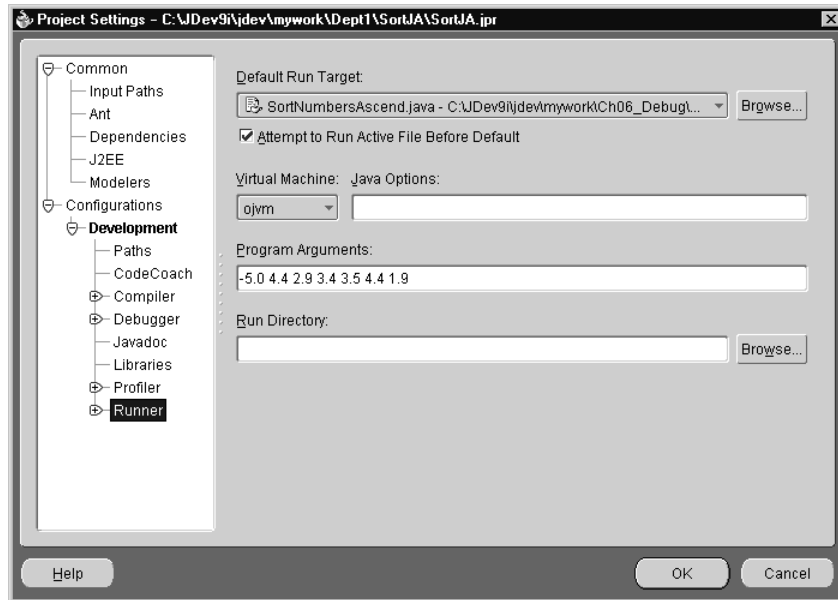 Project Settings - C:\JDev9i\jdev\mywork\Dept1\SortJA\SortJA.jpr
Common
Input Paths
Ant
Dependencies
J2EE
Modelers
Configurations
Development
Paths
CodeCoach
Compiler
Debugger
Javadoc
Libraries
Profiler
Runner
Default Run Target:
SortNumbersAscend.java - C:\JDev9i\jdev\mywork\Ch06_Debug\... Browse...
Attempt to Run Active File Before Default
Virtual Machine: Java Options:
ojvm
Program Arguments:
-5.0 4.4 2.9 3.4 3.5 4.4 1.9
Run Directory:
Browse...
Help OK Cancel